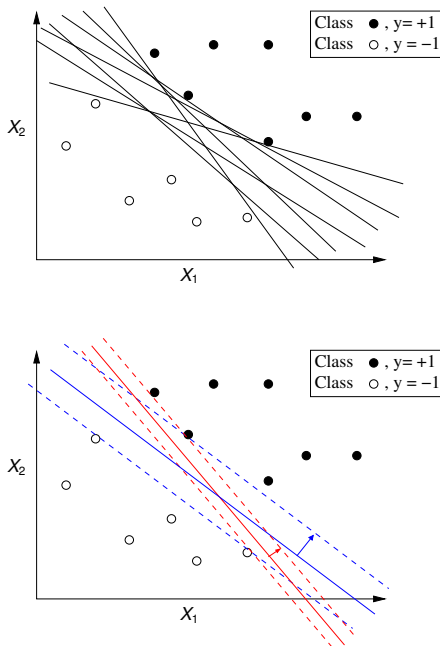 Class ● , y= +1
Class ○ , y = −1
X2
X1
Class ● , y= +1
Class ○ , y = −1
X2
X1